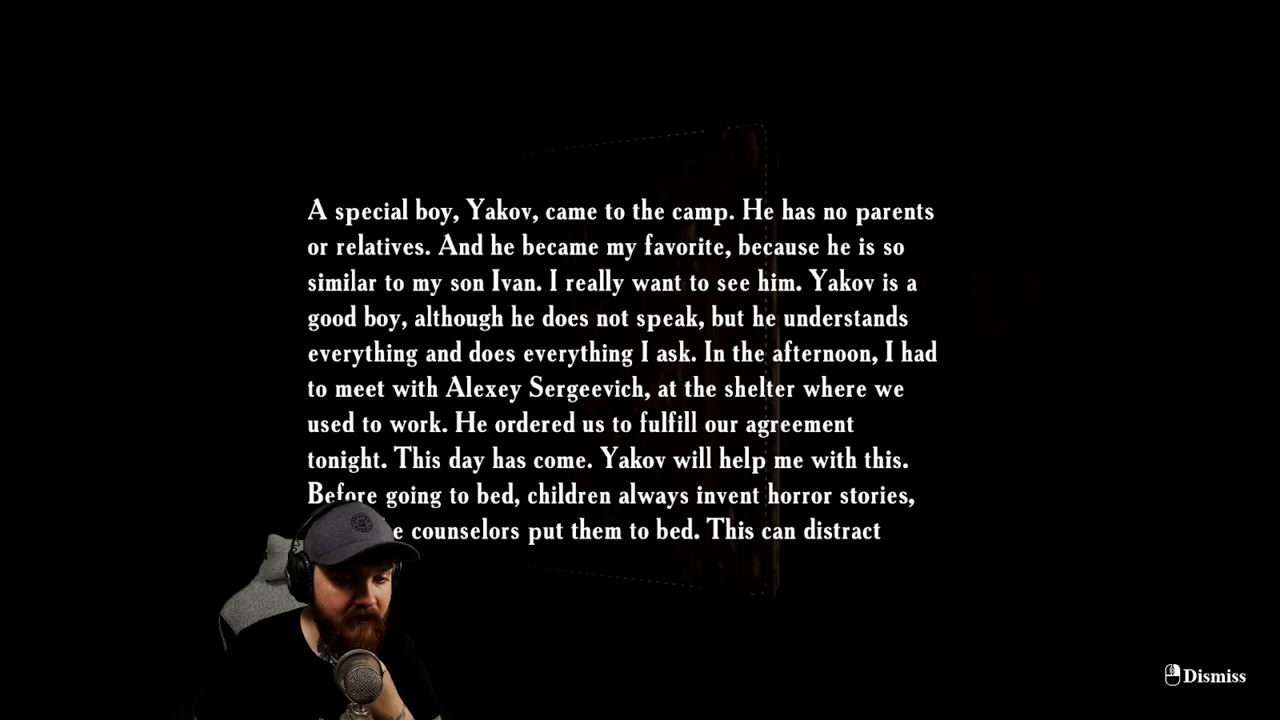 A special boy, Yakov, came to the camp. He has no parents
or relatives. And he became my favorite, because he is so
similar to my son Ivan. I really want to see him. Yakov is a
good boy, although he does not speak, but he understands
everything and does everything I ask. In the afternoon, I had
to meet with Alexey Sergeevich, at the shelter where we
used to work. He ordered us to fulfill our agreement
tonight. This day has come. Yakov will help me with this.
Before going to bed, children always invent horror stories,
counselors put them to bed. This can distract
Dismiss